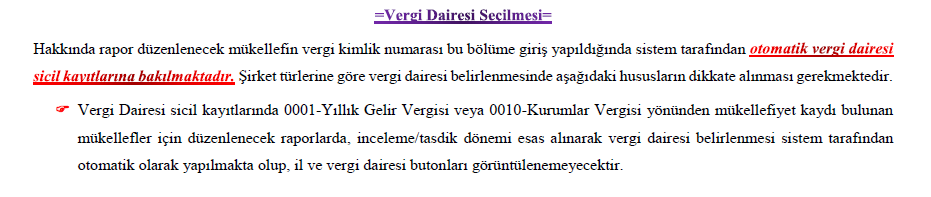 =Vergi Dairesi Seçilmesi=
Hakkında rapor düzenlenecek mükellefin vergi kimlik numarası bu bölüme giriş yapıldığında sistem tarafından otomatik vergi dairesi
sicil kayıtlarına bakılmaktadır. Şirket türlerine göre vergi dairesi belirlenmesinde aşağıdaki hususların dikkate alınması gerekmektedir.
☞ Vergi Dairesi sicil kayıtlarında 0001-Yıllık Gelir Vergisi veya 0010-Kurumlar Vergisi yönünden mükellefiyet kaydı bulunan
mükellefler için düzenlenecek raporlarda, inceleme/tasdik dönemi esas alınarak vergi dairesi belirlenmesi sistem tarafından
otomatik olarak yapılmakta olup, il ve vergi dairesi butonları görüntülenemeyecektir.